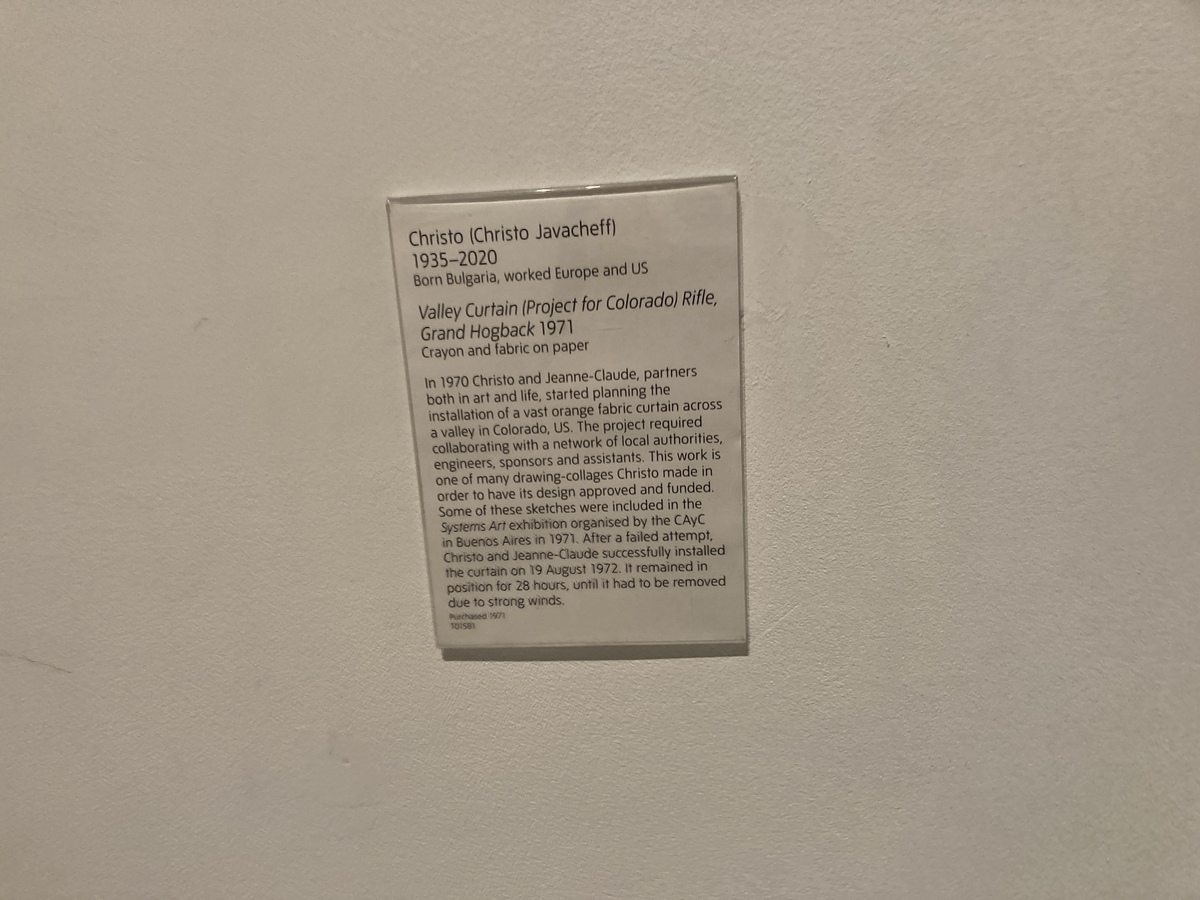 Christo (Christo Javacheff)
1935–2020
Born Bulgaria, worked Europe and US
Valley Curtain (Project for Colorado) Rifle,
Grand Hogback 1971
Crayon and fabric on paper
In 1970 Christo and Jeanne-Claude, partners
both in art and life, started planning the
installation of a vast orange fabric curtain across
a valley in Colorado, US. The project required
collaborating with a network of local authorities,
engineers, sponsors and assistants. This work is
one of many drawing-collages Christo made in
order to have its design approved and funded.
Some of these sketches were included in the
Systems Art exhibition organised by the CAyC
in Buenos Aires in 1971. After a failed attempt,
Christo and Jeanne-Claude successfully installed
the curtain on 19 August 1972. It remained in
position for 28 hours, until it had to be removed
due to strong winds.
Purchased 1971
T01581